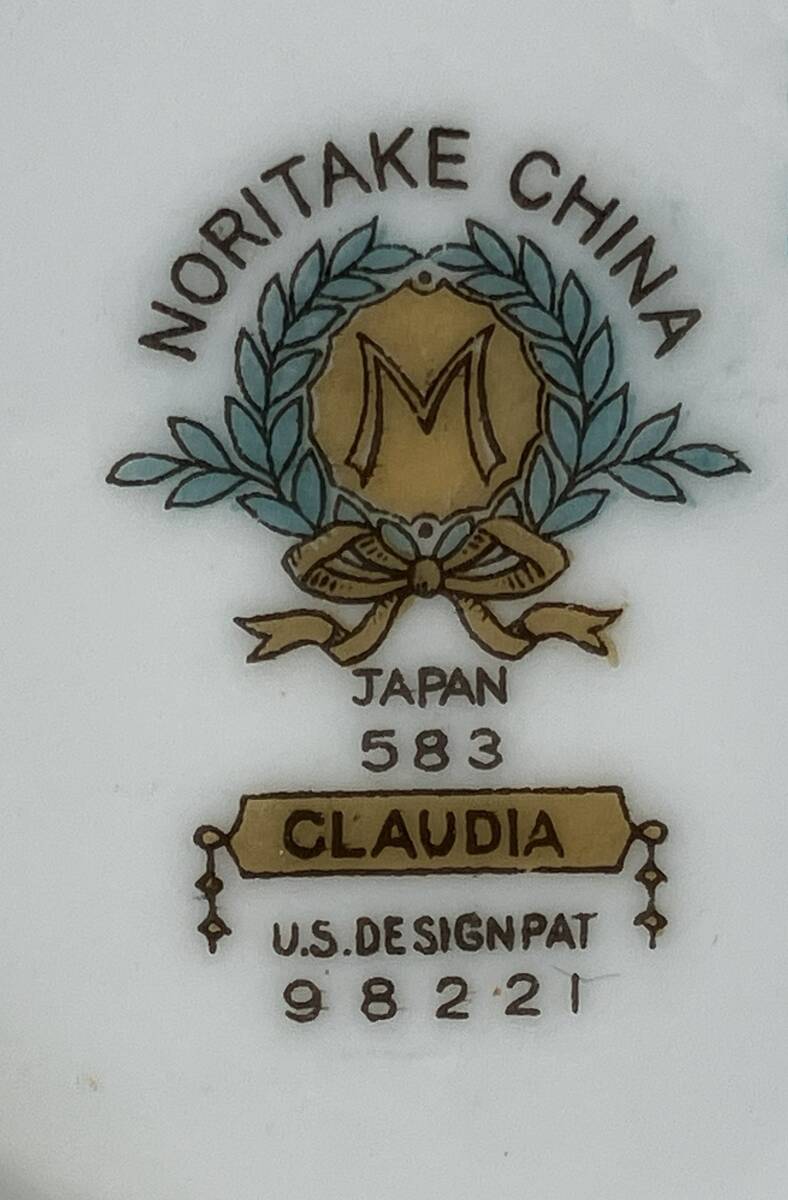 NORITAKE CHINA
M
JAPAN
583
CLAUDIA
U.S.DESIGNPAT
98221